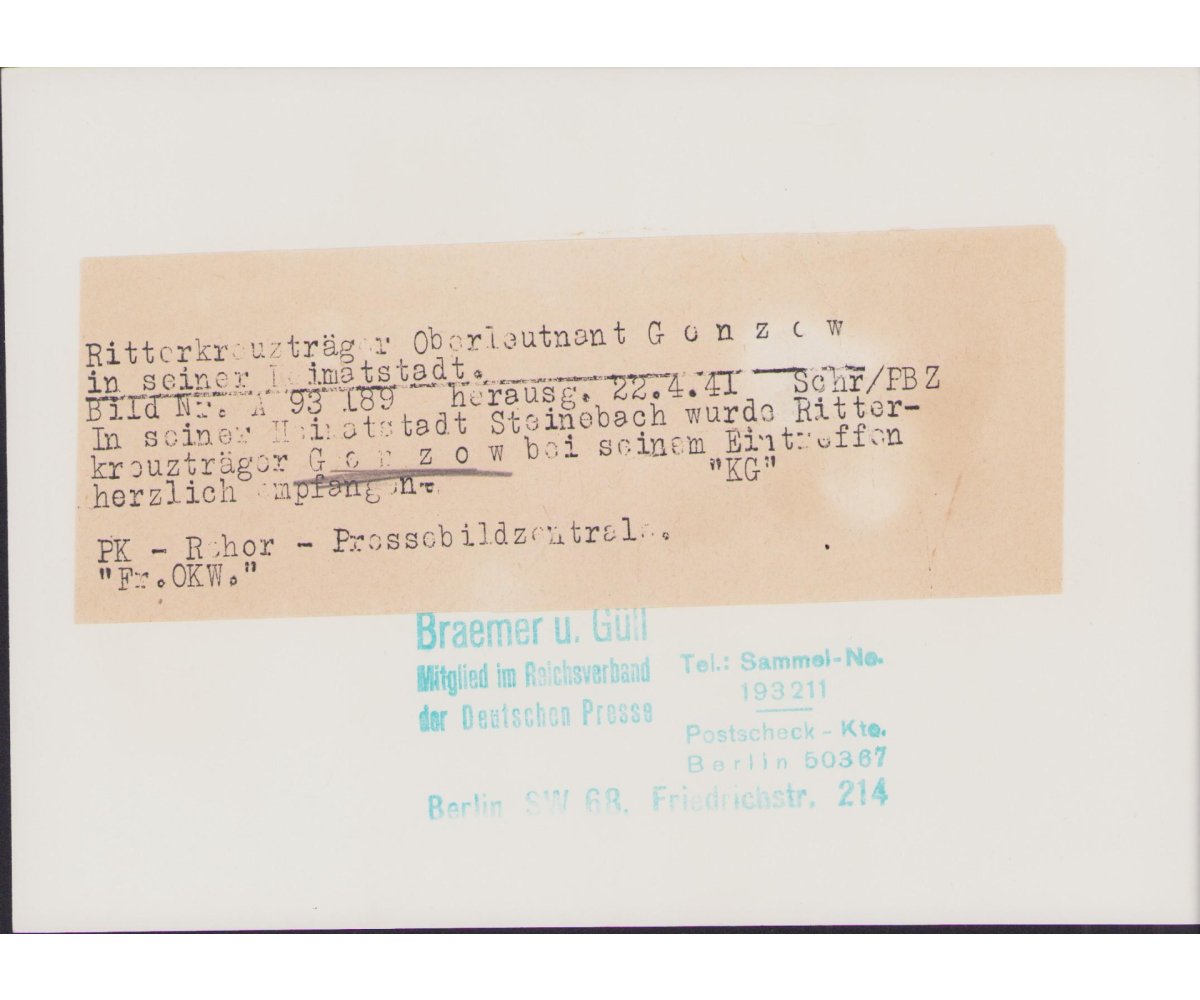 Ritterkreuzträger Oberleutnant G e n z o w
in seiner Heimatstadt.
Bild Nr. A 93 189 herausg. 22.4.41 Schr/PBZ
In seiner Heimatstadt Steinebach wurde Ritter-
kreuzträger G e n z o w bei seinem Eintreffen
herzlich empfangen. "KG"
PK - Rehor - Pressebildzentrale.
"Fr.OKW."
Braemer u. Güll
Mitglied im Reichsverband
der Deutschen Presse
Tel.: Sammel-No.
193211
Postscheck - Kto.
Berlin 50367
Berlin SW 68, Friedrichstr. 214